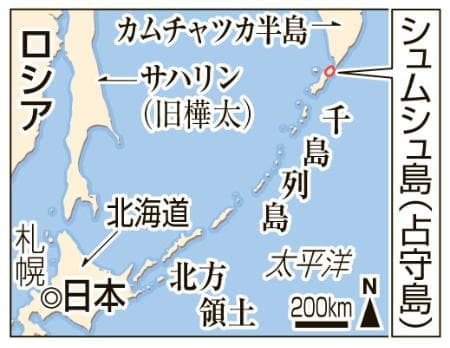 シュムシュ島(占守島)
カムチャツカ半島
ロシア
サハリン
(旧樺太)
千島列島
北海道
札幌
日本
北方
領土
太平洋
200km
N